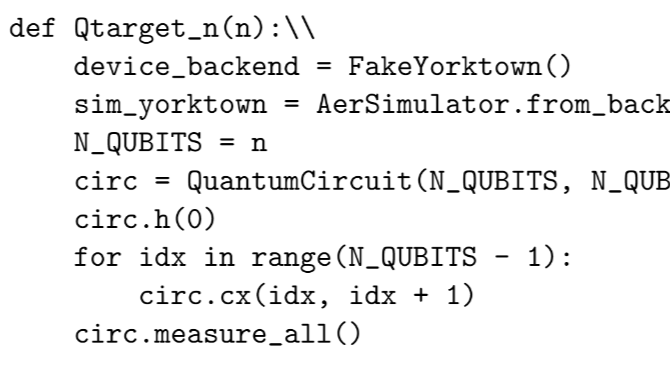 def Qtarget_n(n):\\
    device_backend = FakeYorktown()
    sim_yorktown = AerSimulator.from_back
    N_QUBITS = n
    circ = QuantumCircuit(N_QUBITS, N_QUB
    circ.h(0)
    for idx in range(N_QUBITS - 1):
        circ.cx(idx, idx + 1)
    circ.measure_all()